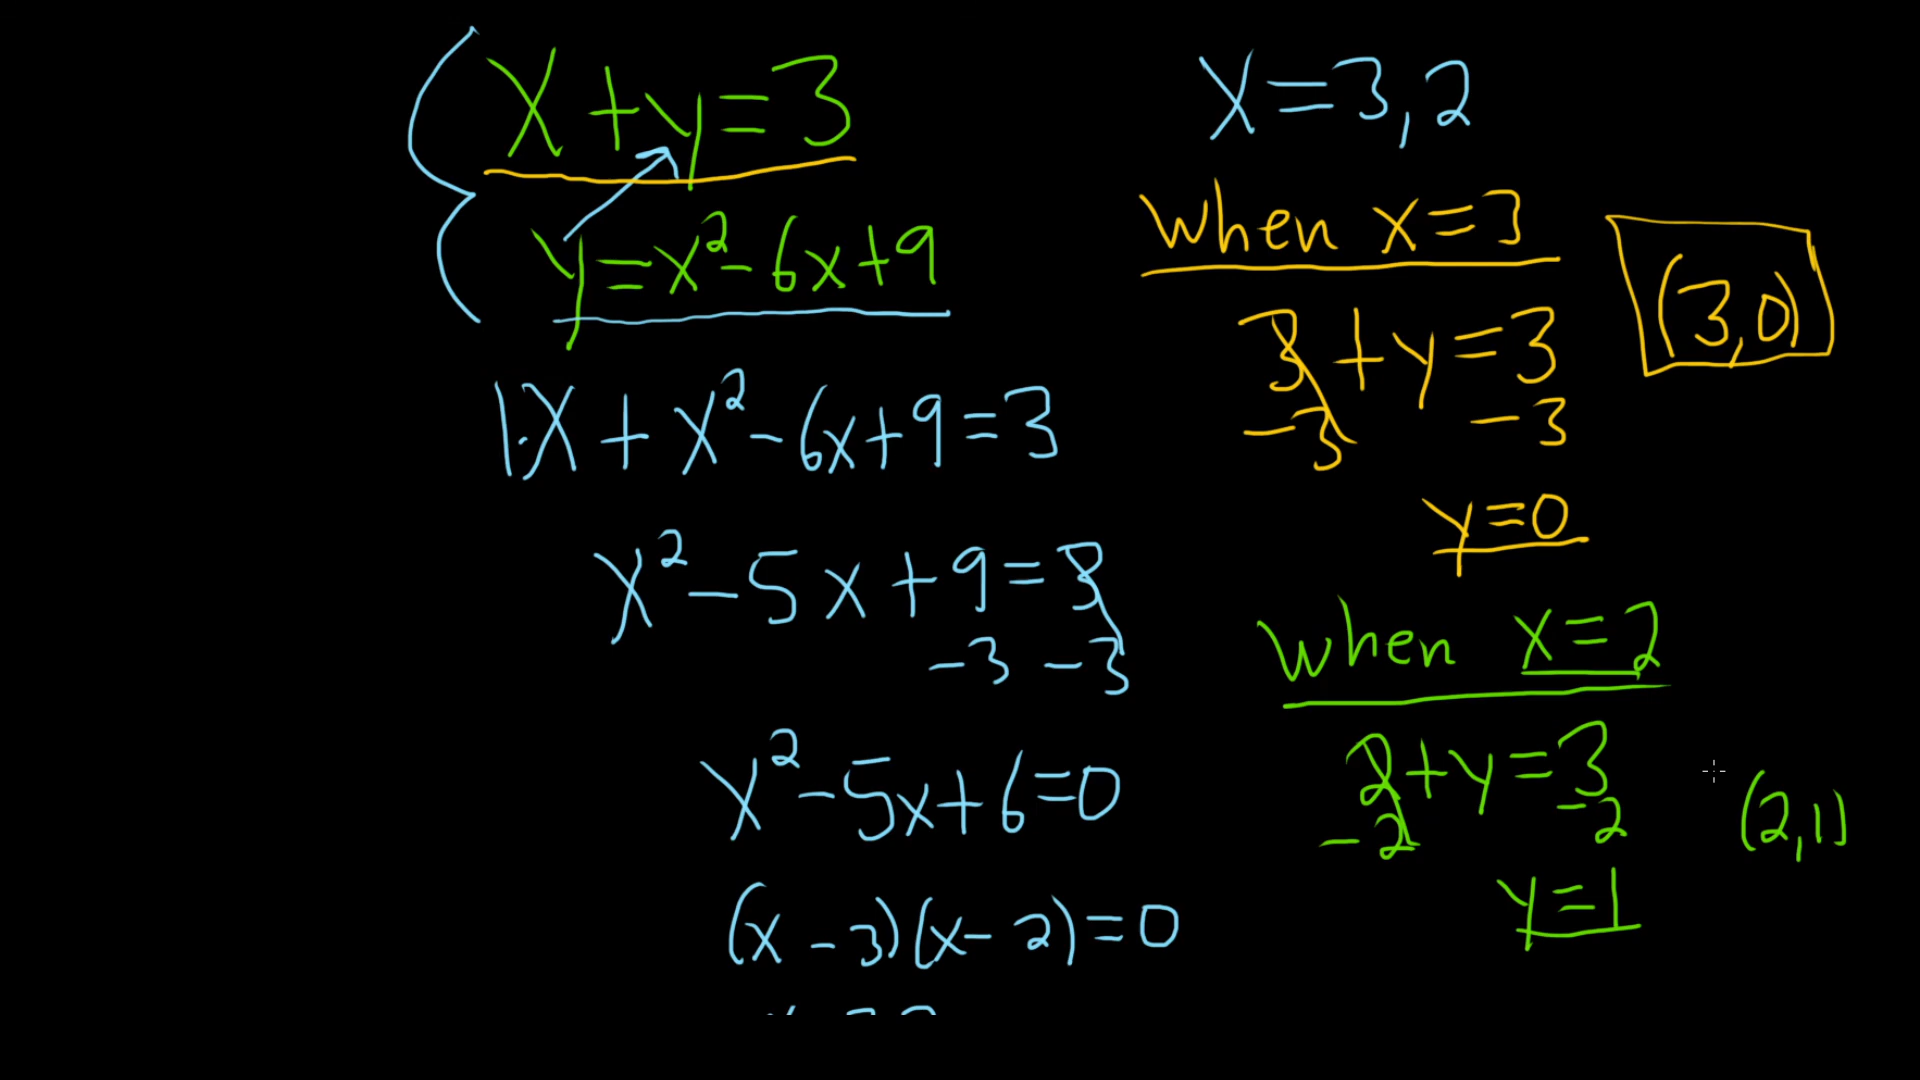 x + y = 3
y = x² - 6x + 9
1·x + x² - 6x + 9 = 3
x² - 5x + 9 = 3
-3 -3
x² - 5x + 6 = 0
(x - 3)(x - 2) = 0
x = 3, 2
when x = 3
3 + y = 3
-3 -3
y = 0
(3, 0)
when x = 2
2 + y = 3
-2 -2
y = 1
(2, 1)